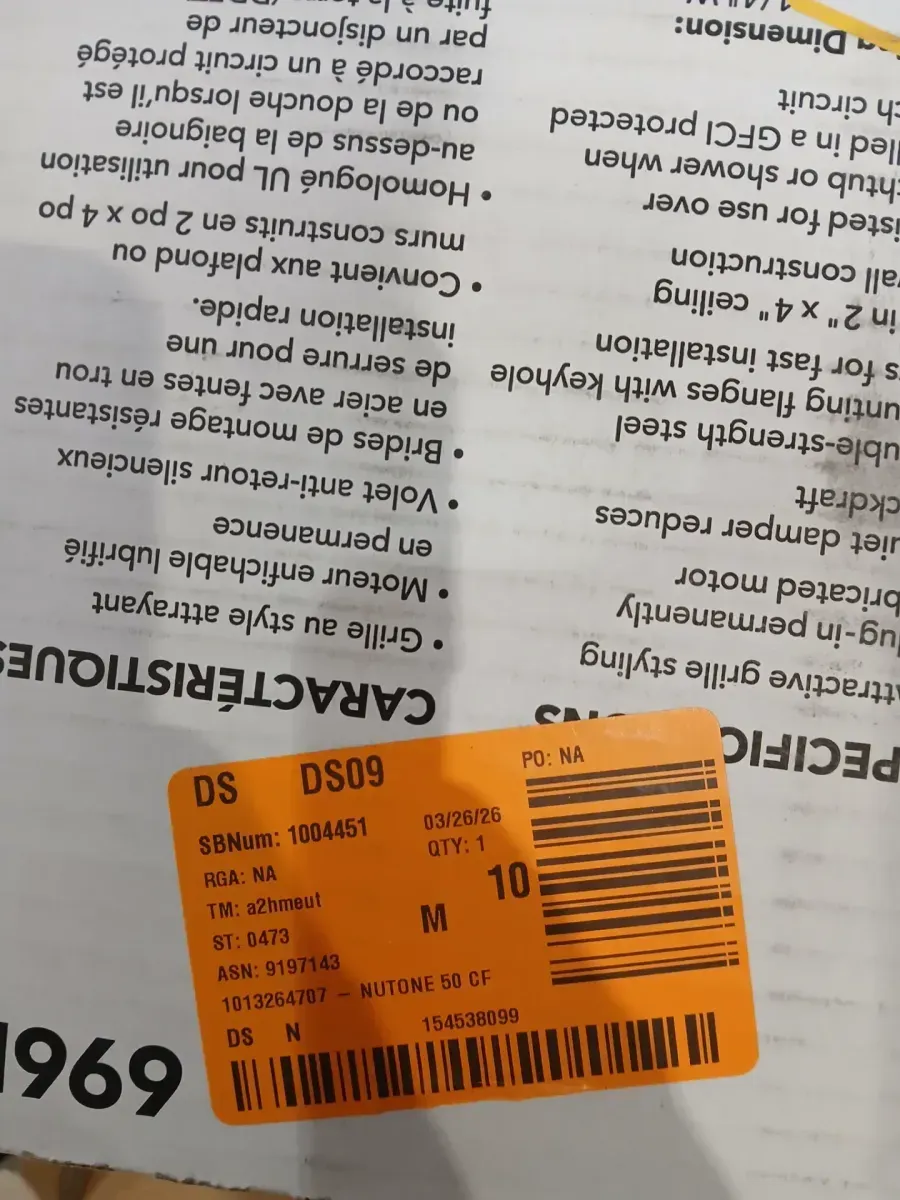 DS DS09
PO: NA
SBNum: 1004451
03/26/26
RGA: NA
QTY: 1
TM: a2hmeut
10
M
ST: 0473
ASN: 9197143
1013264707 – NUTONE 50 CF
DS N 154538099
696
PECIFIC
ONS
ttractive grille styling
lug-in permanently
bricated motor
uiet damper reduces
ckdraft
uble-strength steel
unting flanges with keyhole
s for fast installation
in 2" x 4" ceiling
all construction
isted for use over
htub or shower when
lled in a GFCI protected
ch circuit
Dimension:
CARACTÉRISTIQUES
• Grille au style attrayant
• Moteur enfichable lubrifié
en permanence
• Volet anti-retour silencieux
• Brides de montage résistantes
en acier avec fentes en trou
de serrure pour une
installation rapide.
• Convient aux plafond ou
murs construits en 2 po x 4 po
• Homologué UL pour utilisation
au-dessus de la baignoire
ou de la douche lorsqu'il est
raccordé à un circuit protégé
par un disjoncteur de
fuite à la